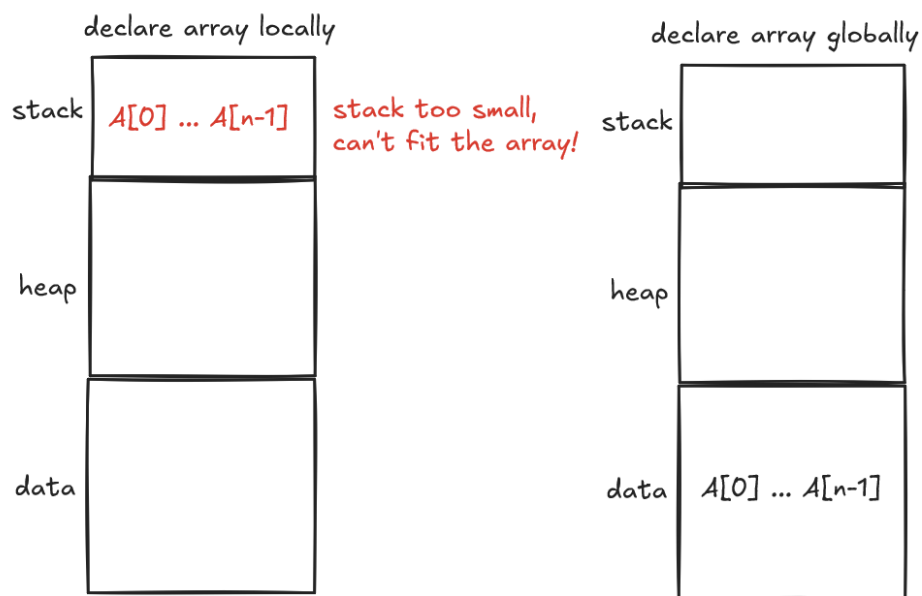 declare array locally
stack
A[0] ... A[n-1]
stack too small,
can't fit the array!
heap
data
declare array globally
stack
heap
data
A[0] ... A[n-1]